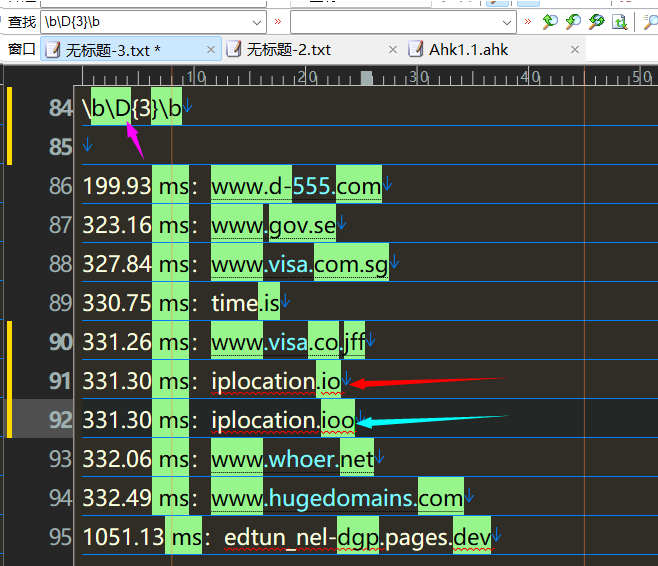 查找 \b\D{3}\b
窗口 无标题-3.txt * × 无标题-2.txt × Ahk1.1.ahk ×
10 20 30 40 50
84 \b\D{3}\b↓
85 ↓
86 199.93 ms: www.d-555.com↓
87 323.16 ms: www.gov.se↓
88 327.84 ms: www.visa.com.sg↓
89 330.75 ms: time.is↓
90 331.26 ms: www.visa.co.jff↓
91 331.30 ms: iplocation.io↓
92 331.30 ms: iplocation.ioo↓
93 332.06 ms: www.whoer.net↓
94 332.49 ms: www.hugedomains.com↓
95 1051.13 ms: edtun_nel-dgp.pages.dev↓